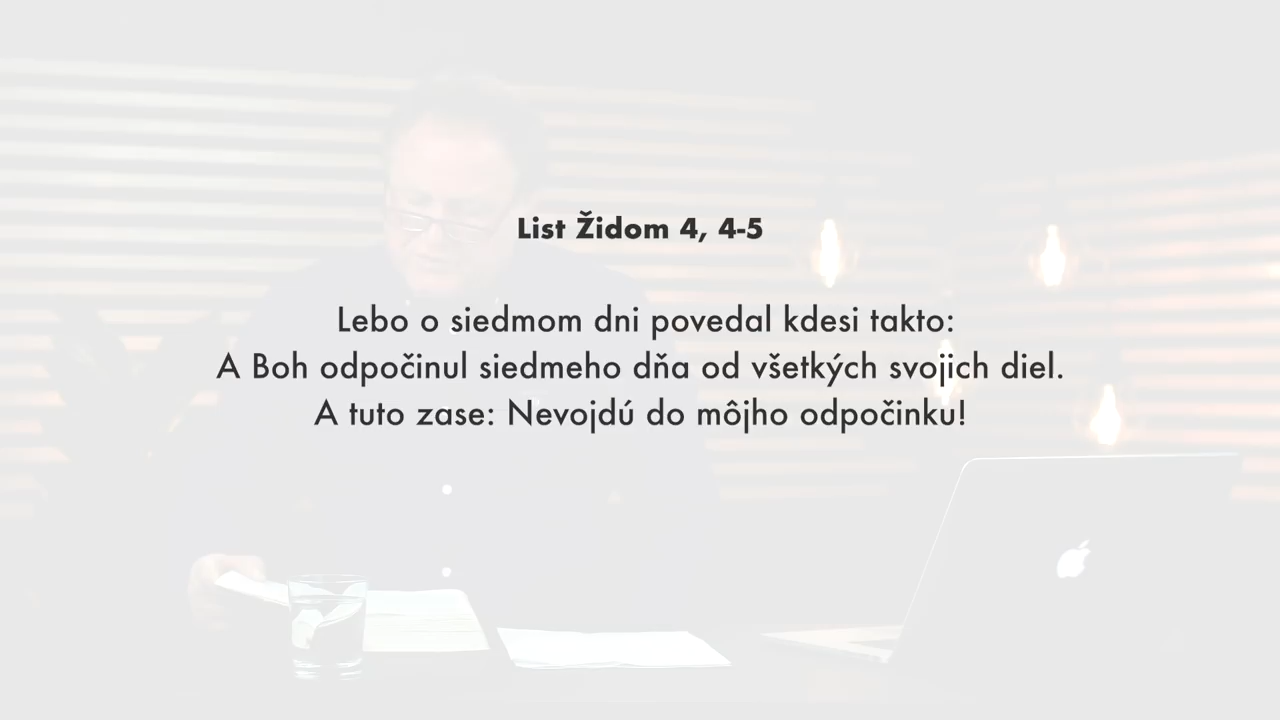 List Židom 4, 4-5
Lebo o siedmom dni povedal kdesi takto:
A Boh odpočinul siedmeho dňa od všetkých svojich diel.
A tuto zase: Nevojdú do môjho odpočinku!